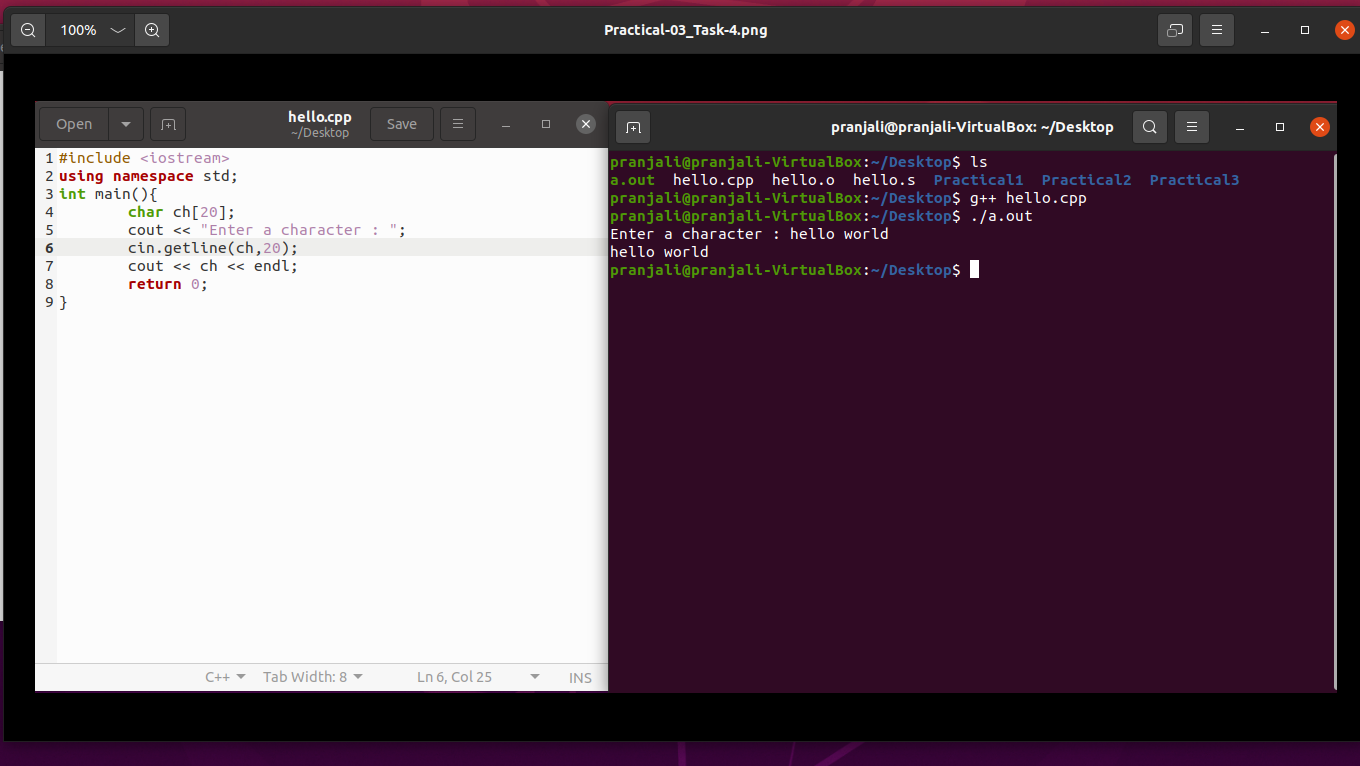 100%
Practical-03_Task-4.png
Open
hello.cpp
~/Desktop
Save
1 #include <iostream>
2 using namespace std;
3 int main(){
4 char ch[20];
5 cout << "Enter a character : ";
6 cin.getline(ch,20);
7 cout << ch << endl;
8 return 0;
9 }
C++ Tab Width: 8 Ln 6, Col 25 INS
pranjali@pranjali-VirtualBox: ~/Desktop
pranjali@pranjali-VirtualBox:~/Desktop$ ls
a.out hello.cpp hello.o hello.s Practical1 Practical2 Practical3
pranjali@pranjali-VirtualBox:~/Desktop$ g++ hello.cpp
pranjali@pranjali-VirtualBox:~/Desktop$ ./a.out
Enter a character : hello world
hello world
pranjali@pranjali-VirtualBox:~/Desktop$